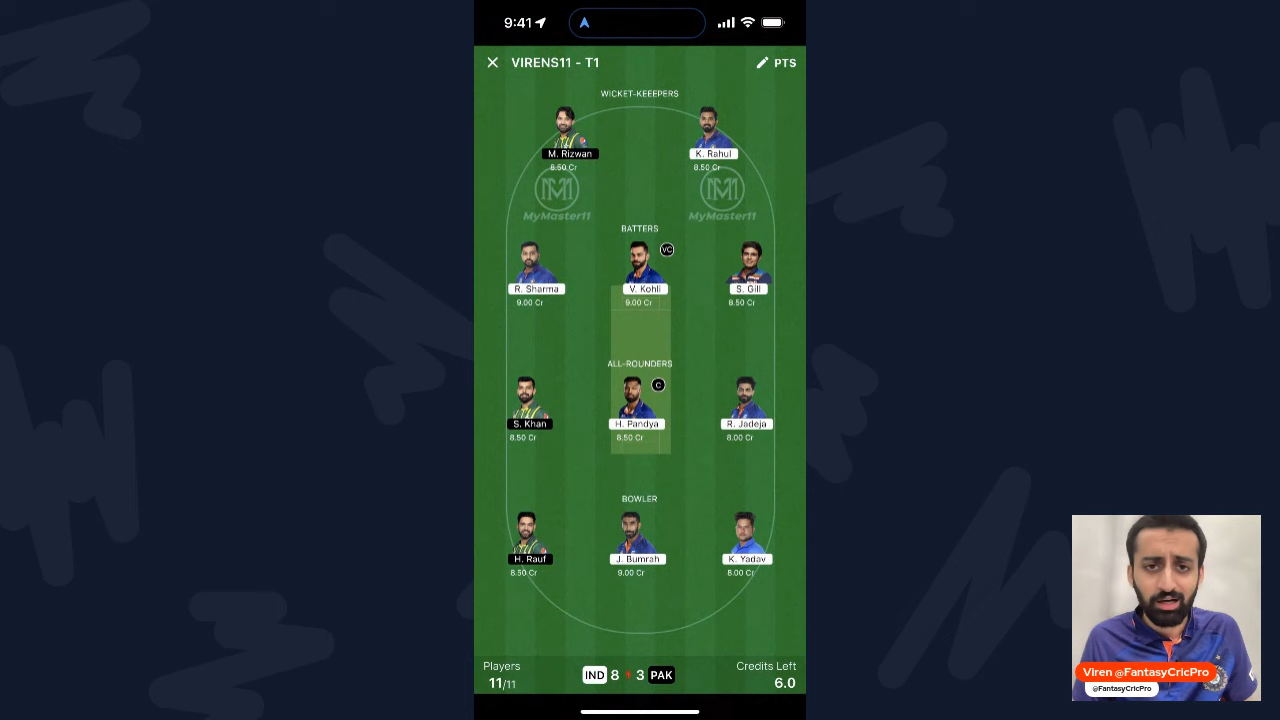 9:41
VIRENS11 - T1
PTS
WICKET-KEEEPERS
M. Rizwan
K. Rahul
8.50 Cr
8.50 Cr
MyMaster11
MyMaster11
BATTERS
VC
R. Sharma
V. Kohli
S. Gill
9.00 Cr
9.00 Cr
8.50 Cr
ALL-ROUNDERS
C
S. Khan
H. Pandya
R. Jadeja
8.50 Cr
8.50 Cr
8.00 Cr
BOWLER
H. Rauf
J. Bumrah
K. Yadav
8.50 Cr
9.00 Cr
8.00 Cr
Players
11/11
IND 8 3 PAK
Credits Left
6.0
Viren @FantasyCricPro
@FantasyCricPro